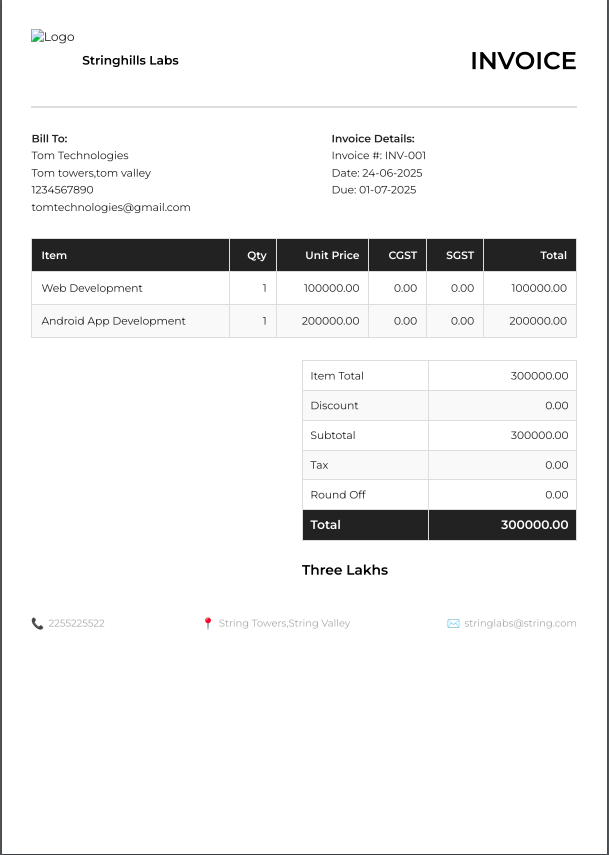 Logo
Stringhills Labs
INVOICE
Bill To:
Tom Technologies
Tom towers,tom valley
1234567890
tomtechnologies@gmail.com
Invoice Details:
Invoice #: INV-001
Date: 24-06-2025
Due: 01-07-2025
Item Qty Unit Price CGST SGST Total
Web Development 1 100000.00 0.00 0.00 100000.00
Android App Development 1 200000.00 0.00 0.00 200000.00
Item Total 300000.00
Discount 0.00
Subtotal 300000.00
Tax 0.00
Round Off 0.00
Total 300000.00
Three Lakhs
2255225522 String Towers,String Valley stringlabs@string.com